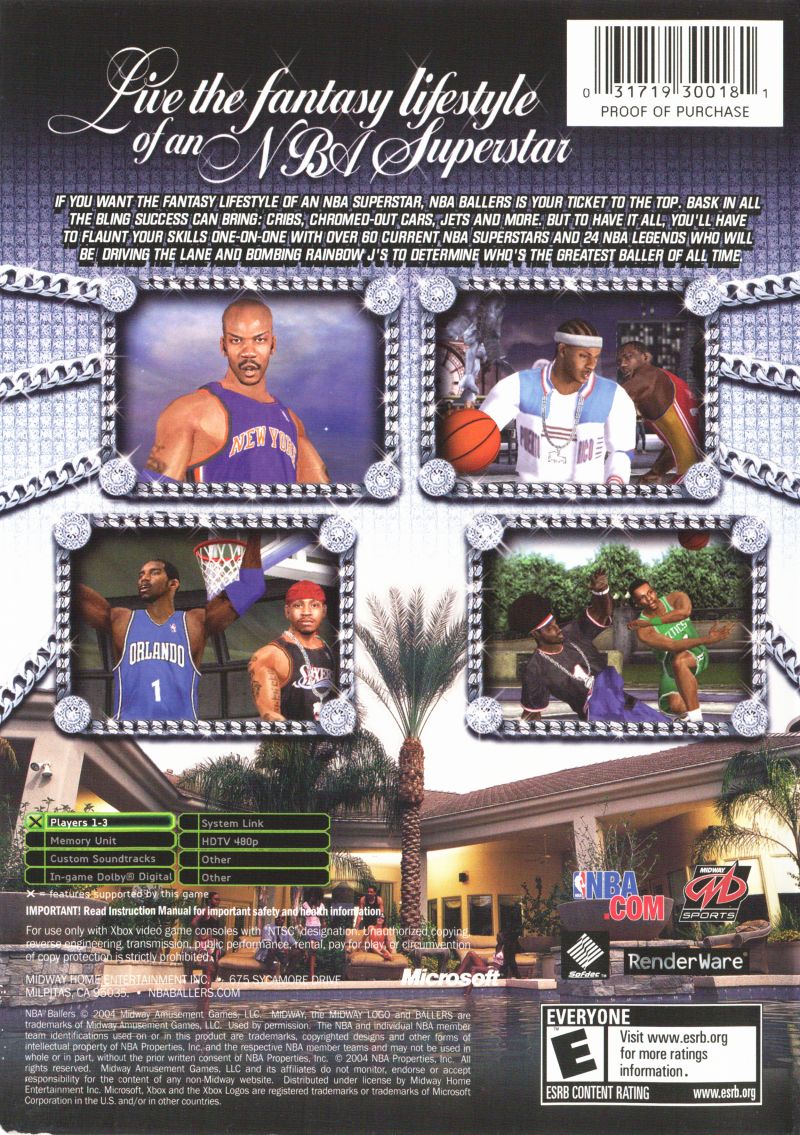 0 31719 30018 1
PROOF OF PURCHASE
Live the fantasy lifestyle
of an NBA Superstar
IF YOU WANT THE FANTASY LIFESTYLE OF AN NBA SUPERSTAR, NBA BALLERS IS YOUR TICKET TO THE TOP. BASK IN ALL
THE BLING SUCCESS CAN BRING: CRIBS, CHROMED-OUT CARS, JETS AND MORE. BUT TO HAVE IT ALL, YOU'LL HAVE
TO FLAUNT YOUR SKILLS ONE-ON-ONE WITH OVER 60 CURRENT NBA SUPERSTARS AND 24 NBA LEGENDS WHO WILL
BE DRIVING THE LANE AND BOMBING RAINBOW J'S TO DETERMINE WHO'S THE GREATEST BALLER OF ALL TIME.
NEW YO
ORLANDO
1
Players 1-3
System Link
Memory Unit
HDTV 480p
Custom Soundtracks
Other
In-game Dolby® Digital
Other
X = features supported by this game
IMPORTANT! Read Instruction Manual for important safety and health information.
For use only with Xbox video game consoles with "NTSC" designation. Unauthorized copying,
reverse engineering, transmission, public performance, rental, pay for play, or circumvention
of copy protection is strictly prohibited.
MIDWAY HOME ENTERTAINMENT INC. • 675 SYCAMORE DRIVE
MILPITAS, CA 95035. • NBABALLERS.COM
Microsoft
NBA
.COM
MIDWAY
SPORTS
SofDec
RenderWare
NBA Ballers © 2004 Midway Amusement Games, LLC. MIDWAY, the MIDWAY LOGO and BALLERS are
trademarks of Midway Amusement Games, LLC. Used by permission. The NBA and individual NBA member
team identifications used on or in this product are trademarks, copyrighted designs and other forms of
intellectual property of NBA Properties, Inc. and the respective NBA member teams and may not be used in
whole or in part, without the prior written consent of NBA Properties, Inc. © 2004 NBA Properties, Inc. All
rights reserved. Midway Amusement Games, LLC and its affiliates do not monitor, endorse or accept
responsibility for the content of any non-Midway website. Distributed under license by Midway Home
Entertainment Inc. Microsoft, Xbox and the Xbox Logos are registered trademarks or trademarks of Microsoft
Corporation in the U.S. and/or in other countries.
EVERYONE
E
Visit www.esrb.org
for more ratings
information.
ESRB CONTENT RATING www.esrb.org